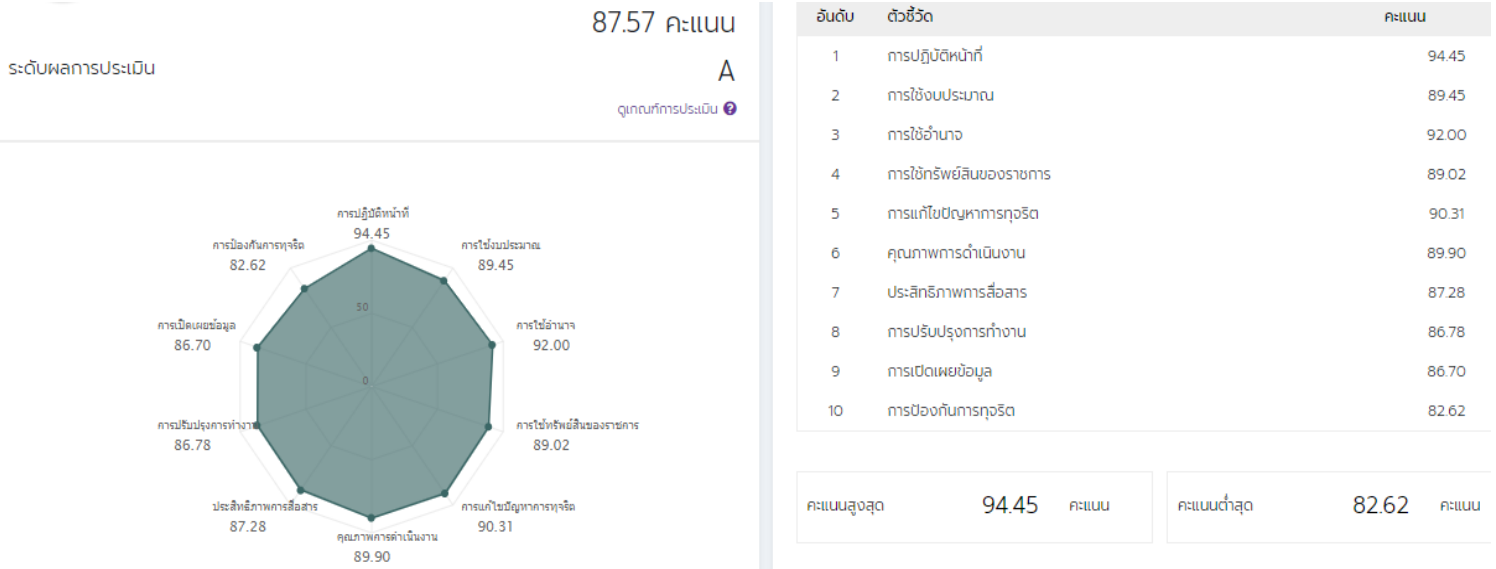 87.57 คะแนน
ระดับผลการประเมิน
A
ดูเกณฑ์การประเมิน ?
การปฏิบัติหน้าที่
94.45
การป้องกันการทุจริต
82.62
การใช้งบประมาณ
89.45
50
การเปิดเผยข้อมูล
86.70
การใช้อำนาจ
92.00
0
การปรับปรุงการทำงาน
86.78
การใช้ทรัพย์สินของราชการ
89.02
ประสิทธิภาพการสื่อสาร
87.28
การแก้ไขปัญหาการทุจริต
90.31
คุณภาพการดำเนินงาน
89.90
อันดับ ตัวชี้วัด คะแนน
1 การปฏิบัติหน้าที่ 94.45
2 การใช้งบประมาณ 89.45
3 การใช้อำนาจ 92.00
4 การใช้ทรัพย์สินของราชการ 89.02
5 การแก้ไขปัญหาการทุจริต 90.31
6 คุณภาพการดำเนินงาน 89.90
7 ประสิทธิภาพการสื่อสาร 87.28
8 การปรับปรุงการทำงาน 86.78
9 การเปิดเผยข้อมูล 86.70
10 การป้องกันการทุจริต 82.62
คะแนนสูงสุด 94.45 คะแนน
คะแนนต่ำสุด 82.62 คะแนน